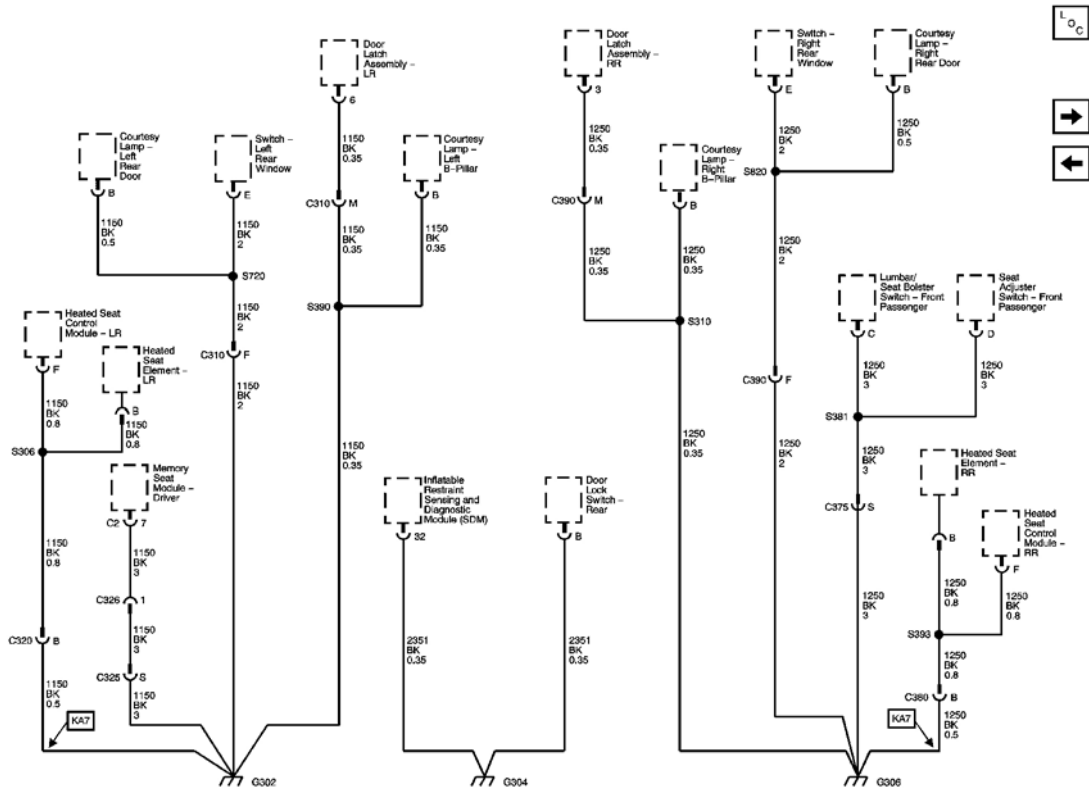 L
O
C
Door
Latch
Assembly –
LR
6
1150
BK
0.35
C310 M
1150
BK
0.35
S390
1150
BK
0.35
Courtesy
Lamp –
Left
B–Pillar
B
1150
BK
0.35
Courtesy
Lamp –
Left
Rear
Door
B
1150
BK
0.5
Switch –
Left
Rear
Window
E
1150
BK
2
S720
1150
BK
2
C310 F
1150
BK
2
Heated Seat
Control
Module – LR
F
1150
BK
0.8
Heated
Seat
Element –
LR
B
1150
BK
0.8
S306
1150
BK
0.8
C320 B
1150
BK
0.5
KA7
Memory
Seat
Module –
Driver
C2 7
1150
BK
3
C326 1
1150
BK
3
C325 S
1150
BK
3
G302
Inflatable
Restraint
Sensing and
Diagnostic
Module (SDM)
32
2351
BK
0.35
Door
Lock
Switch –
Rear
B
2351
BK
0.35
G304
Door
Latch
Assembly –
RR
3
1250
BK
0.35
C390 M
1250
BK
0.35
Courtesy
Lamp – Right
B–Pillar
B
1250
BK
0.35
S310
1250
BK
0.35
Switch –
Right
Rear
Window
E
1250
BK
2
Courtesy
Lamp –
Right
Rear Door
B
1250
BK
0.5
S820
1250
BK
2
C390 F
1250
BK
2
Lumbar/
Seat Bolster
Switch – Front
Passenger
C
1250
BK
3
Seat
Adjuster
Switch – Front
Passenger
D
1250
BK
3
S381
1250
BK
3
C375 S
1250
BK
3
Heated Seat
Element –
RR
B
1250
BK
0.8
Heated
Seat
Control
Module –
RR
F
1250
BK
0.8
S393
1250
BK
0.8
C380 B
1250
BK
0.5
KA7
G306